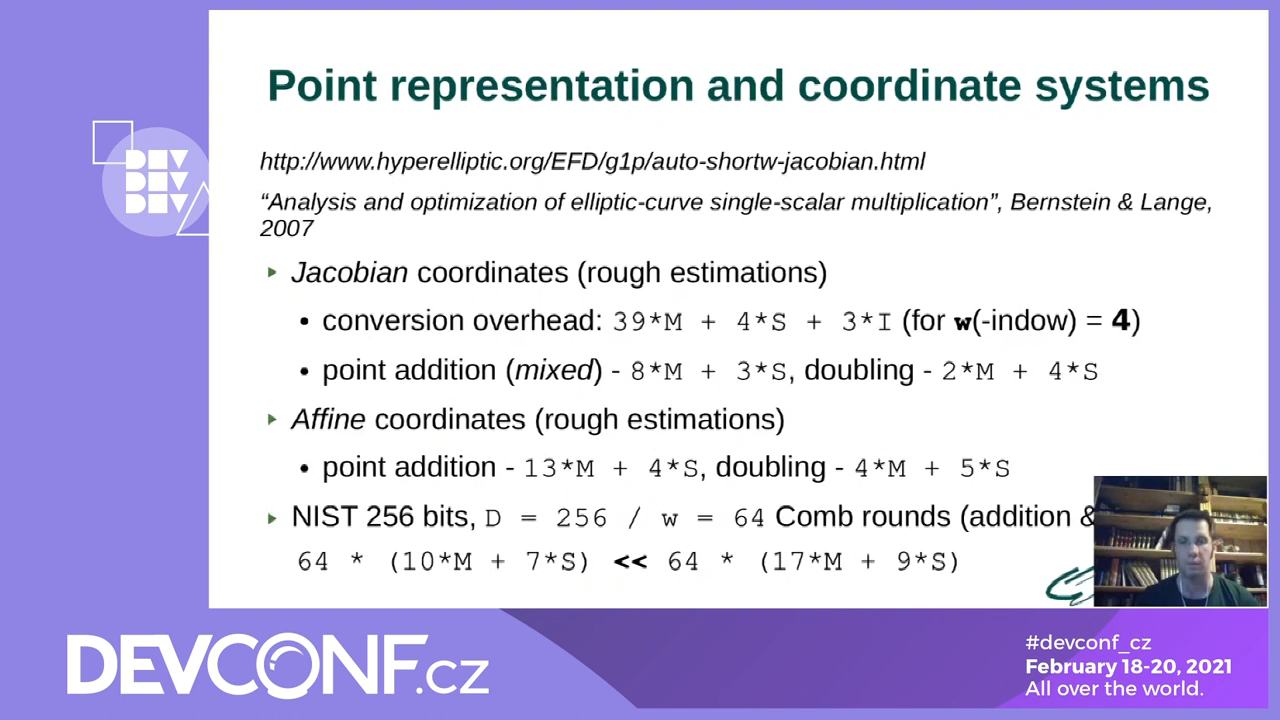 Point representation and coordinate systems
http://www.hyperelliptic.org/EFD/g1p/auto-shortw-jacobian.html
“Analysis and optimization of elliptic-curve single-scalar multiplication”, Bernstein & Lange,
2007
Jacobian coordinates (rough estimations)
conversion overhead: 39*M + 4*S + 3*I (for w(-indow) = 4)
point addition (mixed) - 8*M + 3*S, doubling - 2*M + 4*S
Affine coordinates (rough estimations)
point addition - 13*M + 4*S, doubling - 4*M + 5*S
NIST 256 bits, D = 256 / w = 64 Comb rounds (addition &
64 * (10*M + 7*S) << 64 * (17*M + 9*S)
DEV
DEV
DEV
DEVCONF.cz
#devconf_cz
February 18-20, 2021
All over the world.